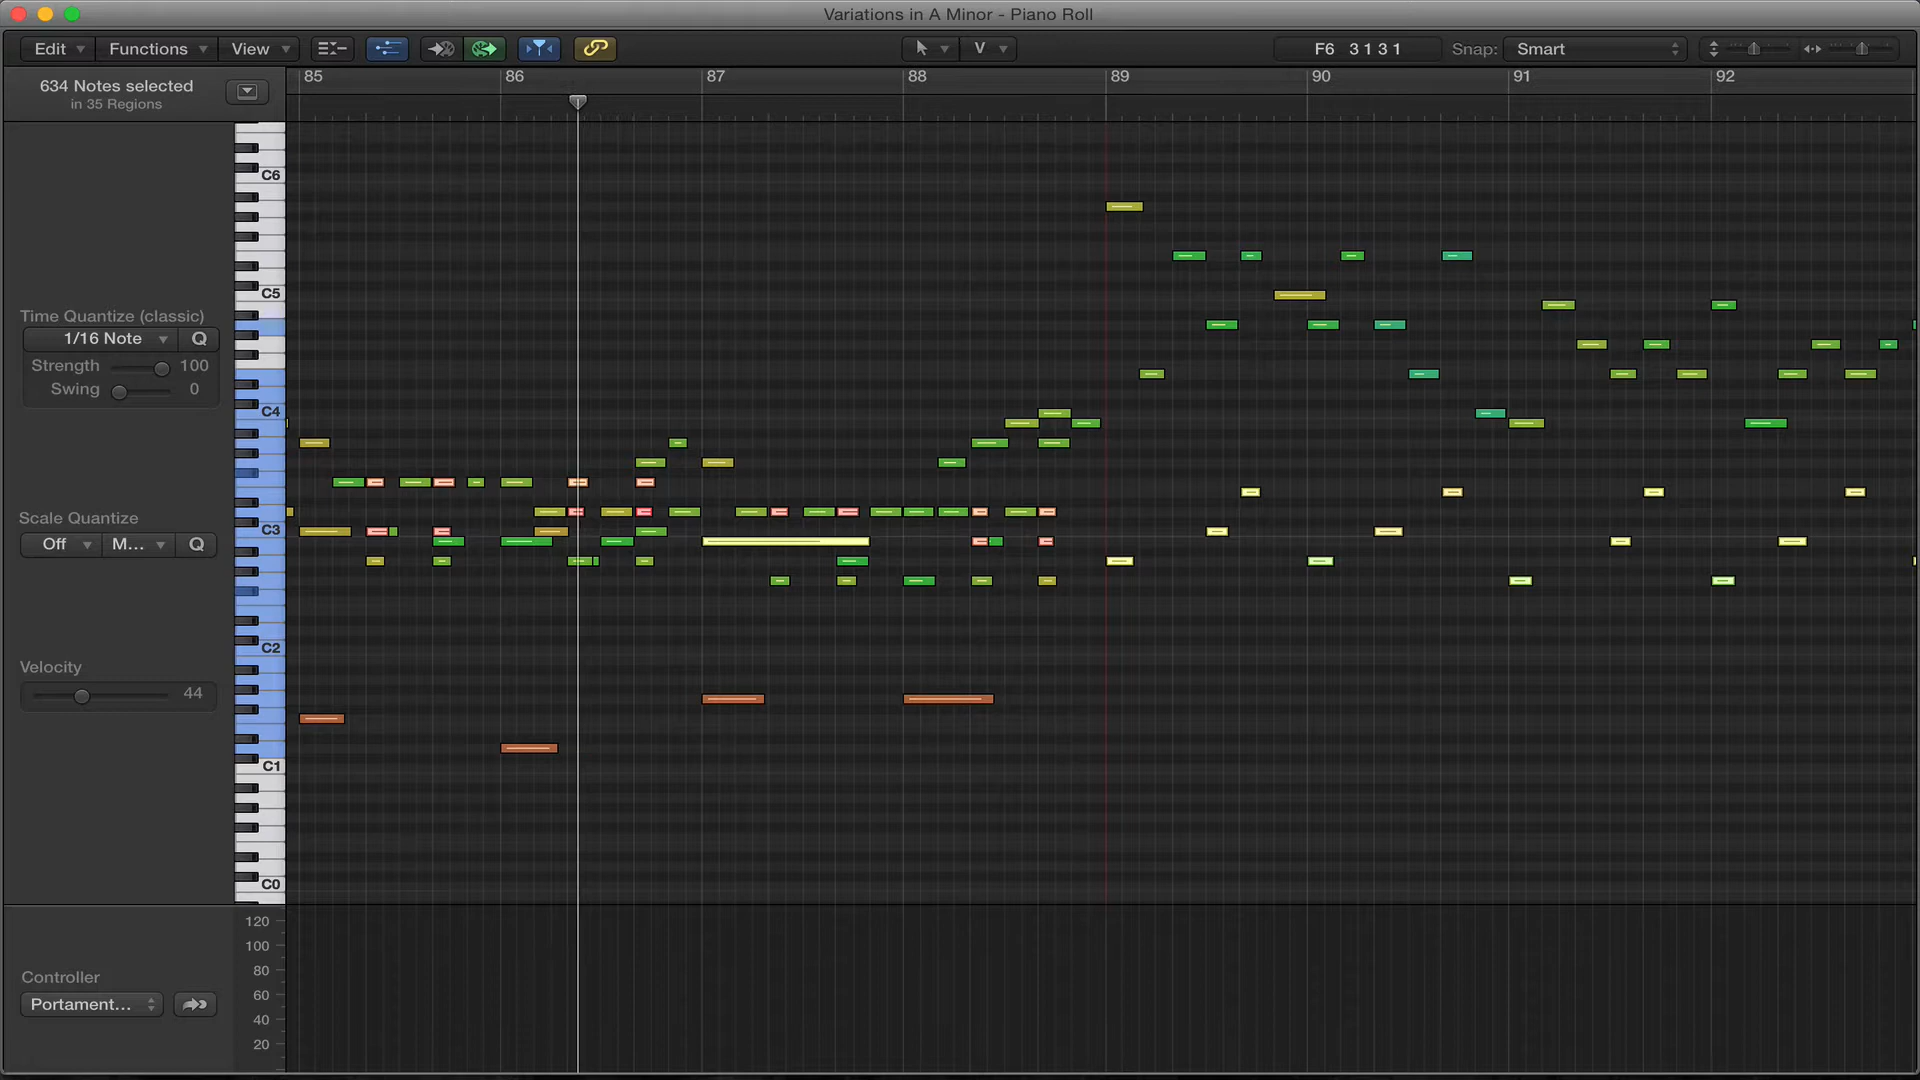 Variations in A Minor - Piano Roll
Edit Functions View V F6 3 1 3 1 Snap: Smart
634 Notes selected
in 35 Regions
85 86 87 88 89 90 91 92
C6
C5
Time Quantize (classic)
1/16 Note Q
Strength 100
Swing 0
C4
Scale Quantize
Off M... Q
C3
C2
Velocity
44
C1
C0
120
100
80
60
40
20
Controller
Portament...